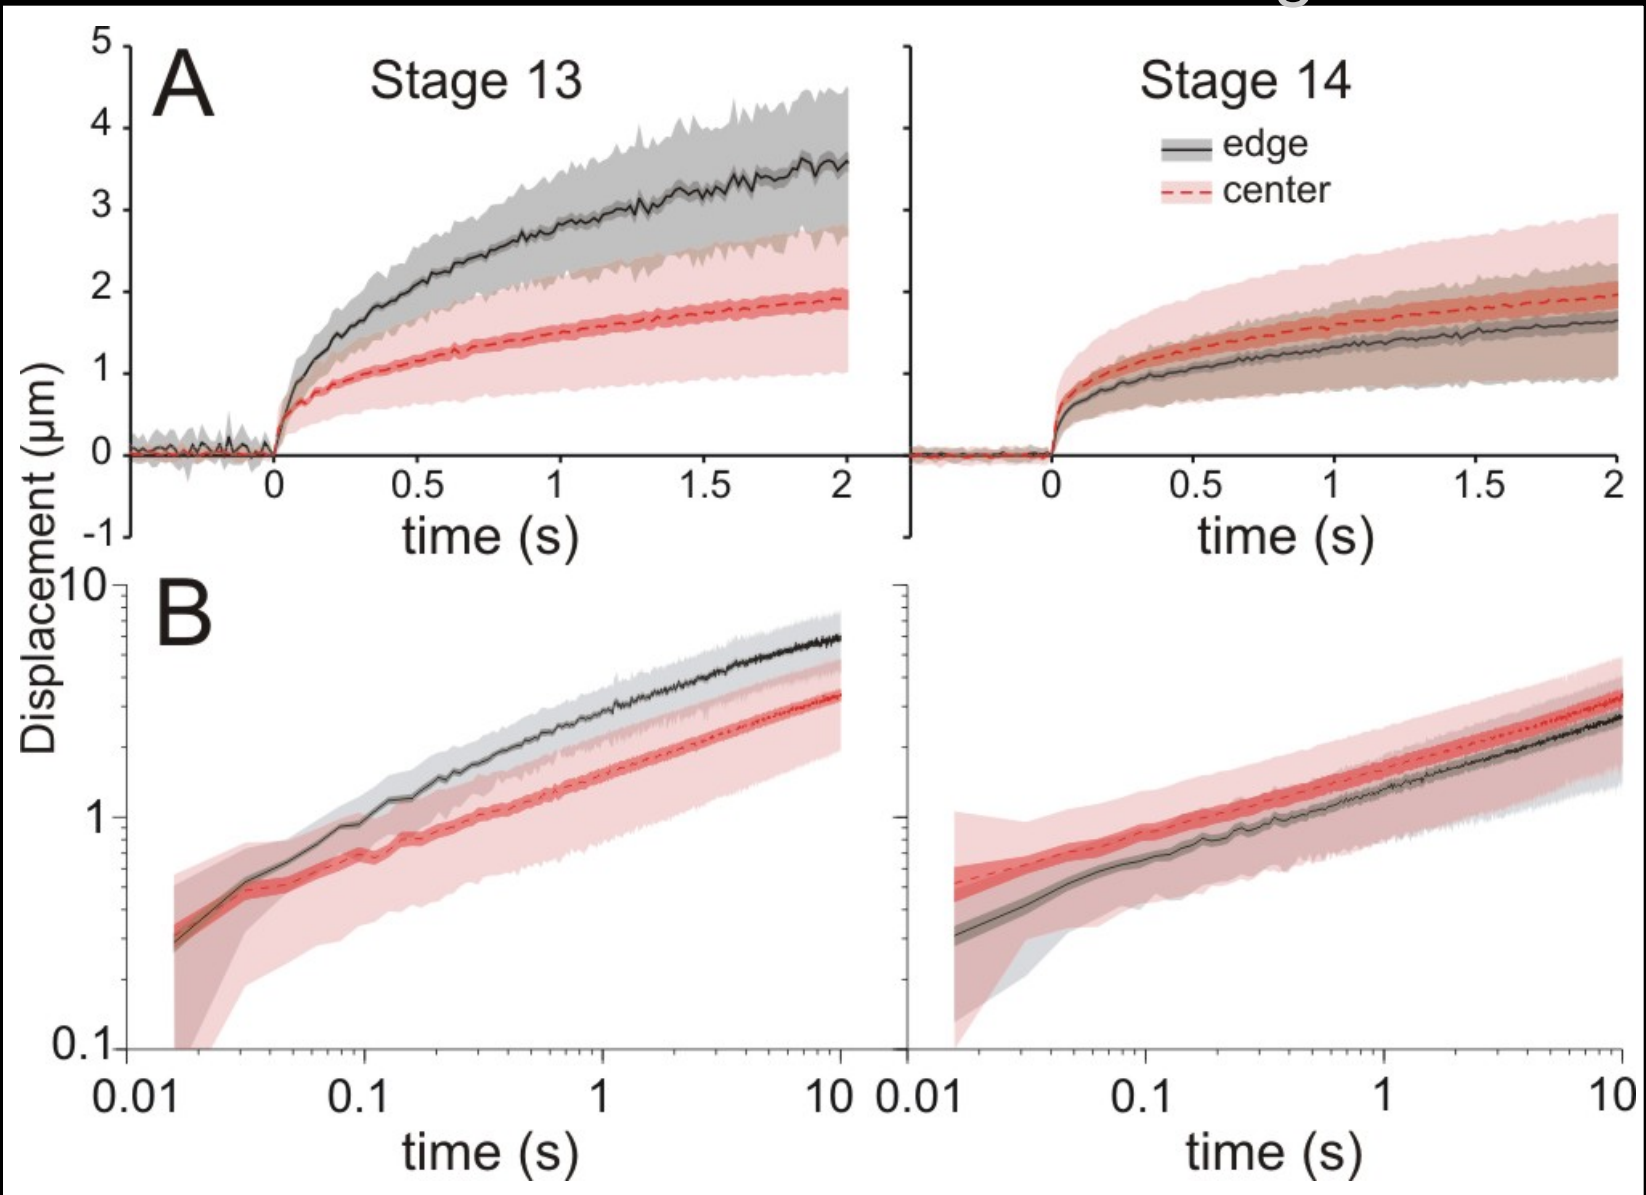 A
Stage 13
Stage 14
edge
center
5
4
3
2
1
0
-1
0 0.5 1 1.5 2
0 0.5 1 1.5 2
time (s)
time (s)
Displacement (µm)
B
10
1
0.1
0.01 0.1 1 10
0.01 0.1 1 10
time (s)
time (s)